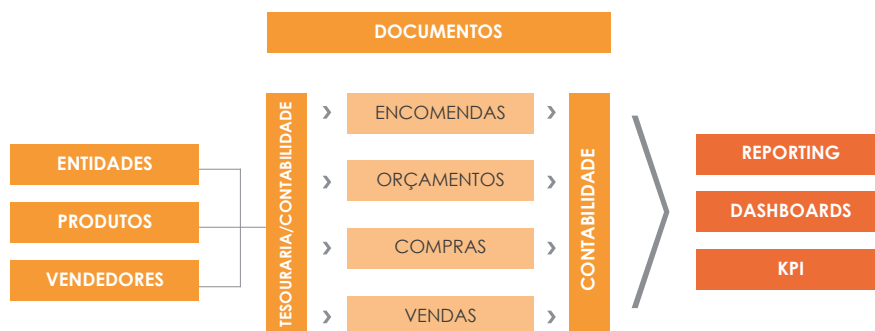 DOCUMENTOS
ENTIDADES
PRODUTOS
VENDEDORES
TESOURARIA/CONTABILIDADE
ENCOMENDAS
ORÇAMENTOS
COMPRAS
VENDAS
CONTABILIDADE
REPORTING
DASHBOARDS
KPI